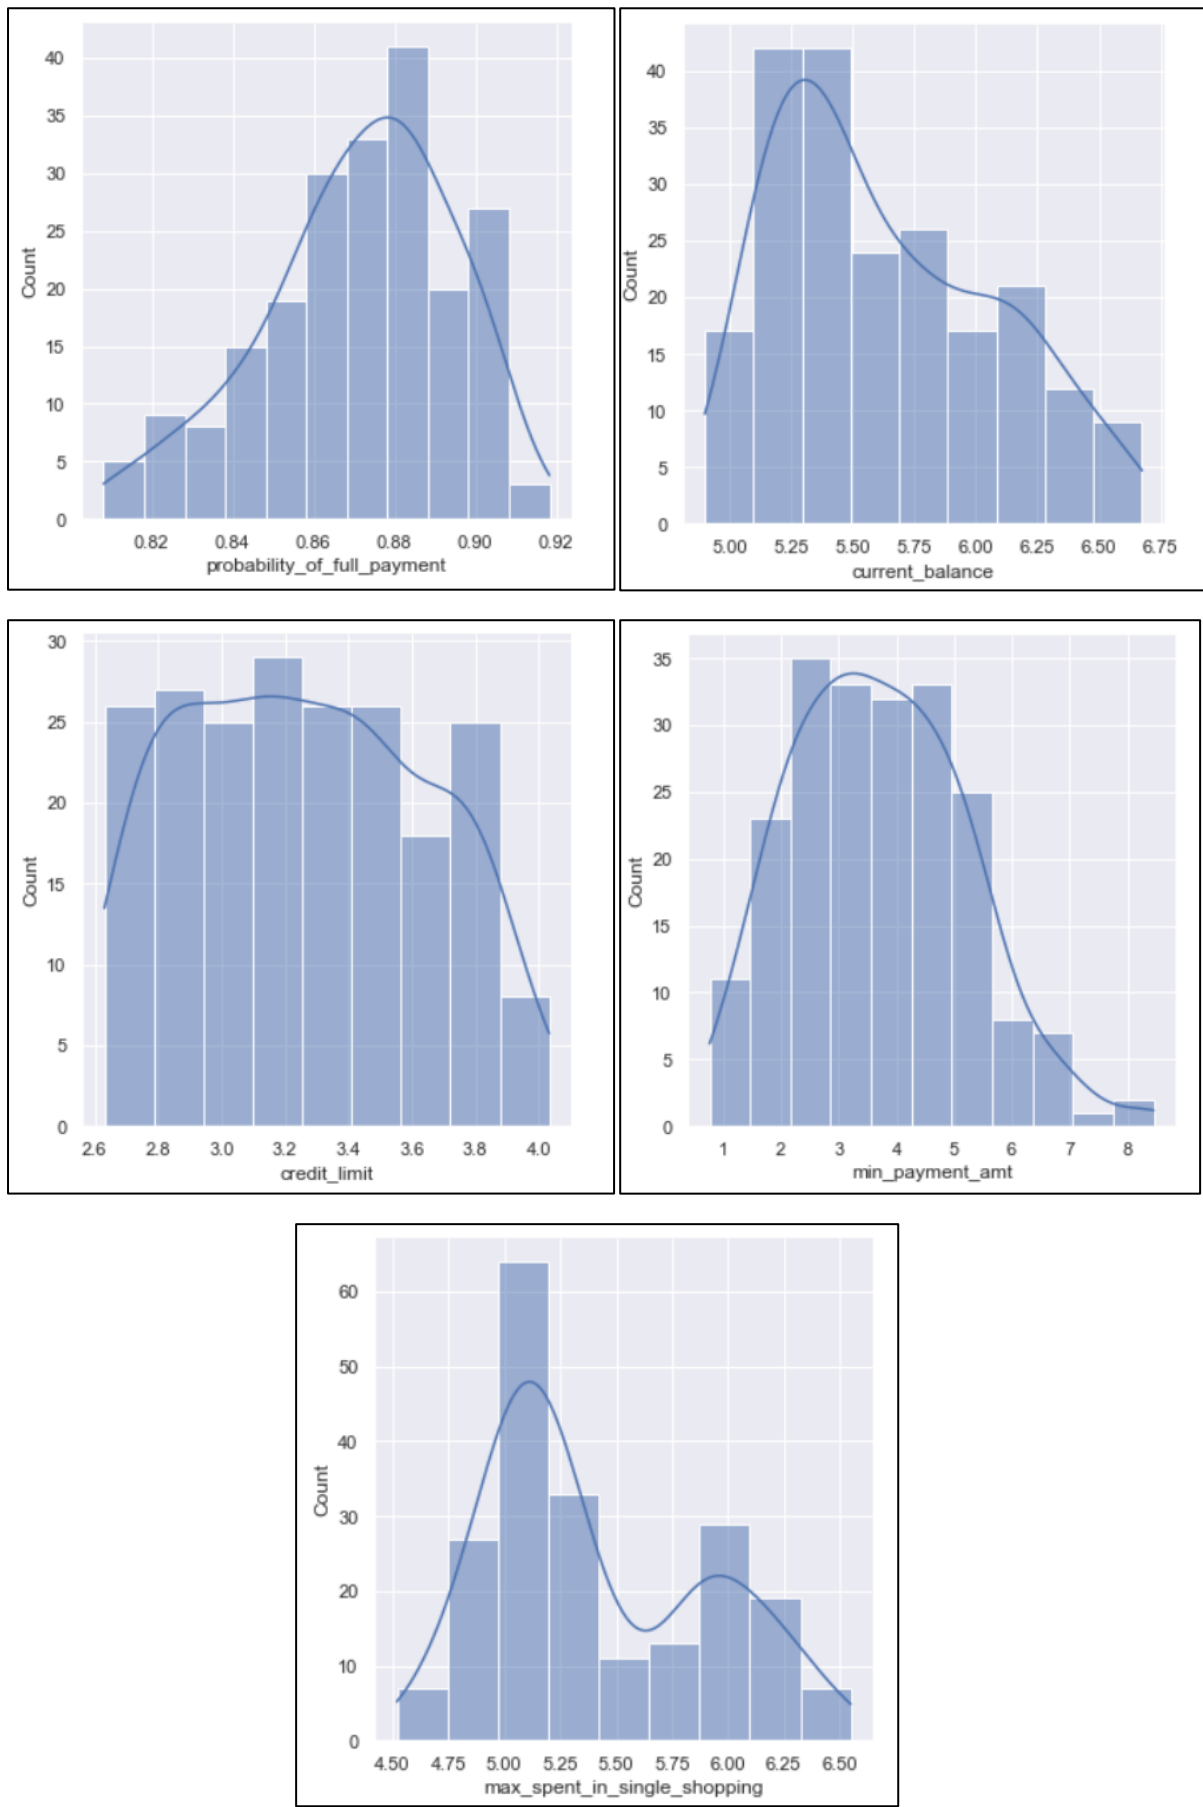 40
35
30
25
20
15
10
5
0
Count
0.82 0.84 0.86 0.88 0.90 0.92
probability_of_full_payment
40
35
30
25
20
15
10
5
0
Count
5.00 5.25 5.50 5.75 6.00 6.25 6.50 6.75
current_balance
30
25
20
15
10
5
0
Count
2.6 2.8 3.0 3.2 3.4 3.6 3.8 4.0
credit_limit
35
30
25
20
15
10
5
0
Count
1 2 3 4 5 6 7 8
min_payment_amt
60
50
40
30
20
10
0
Count
4.50 4.75 5.00 5.25 5.50 5.75 6.00 6.25 6.50
max_spent_in_single_shopping